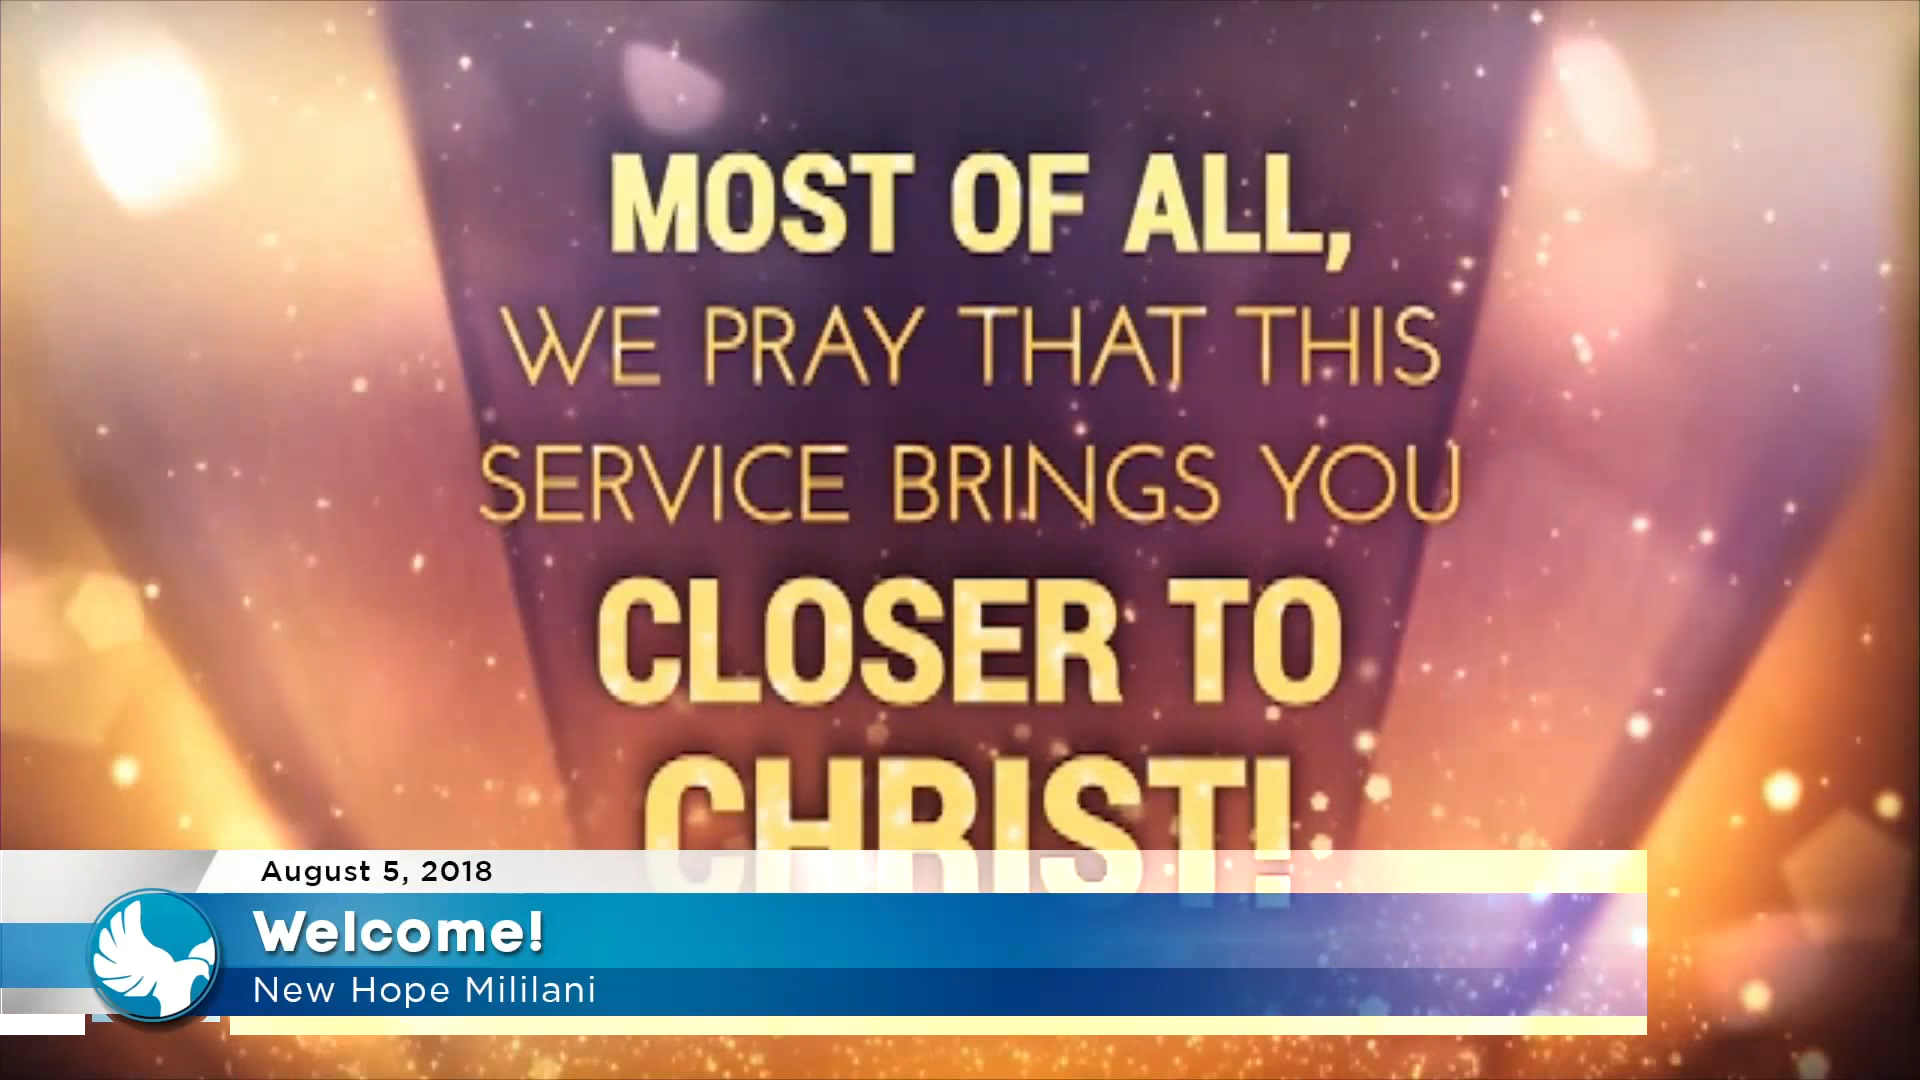 MOST OF ALL,
WE PRAY THAT THIS
SERVICE BRINGS YOU
CLOSER TO
CHRIST!
August 5, 2018
Welcome!
New Hope Mililani